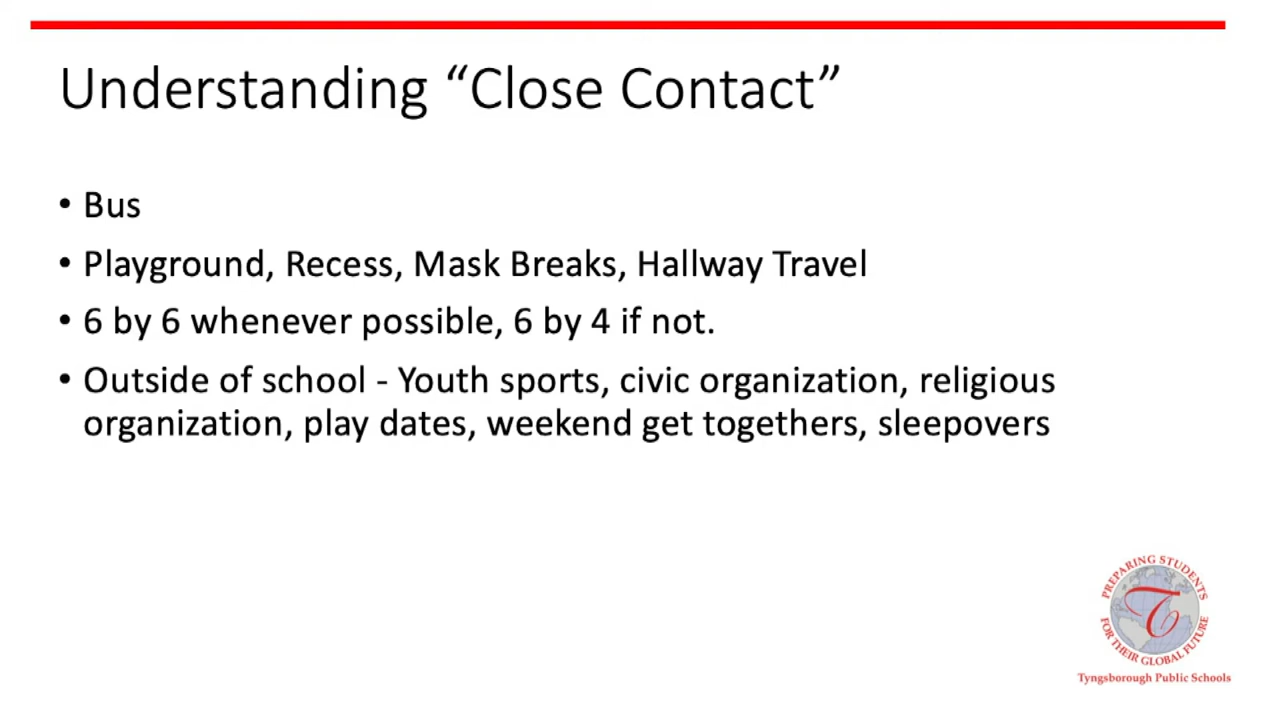 Understanding “Close Contact”
• Bus
• Playground, Recess, Mask Breaks, Hallway Travel
• 6 by 6 whenever possible, 6 by 4 if not.
• Outside of school - Youth sports, civic organization, religious
organization, play dates, weekend get togethers, sleepovers
PREPARING STUDENTS
T
FOR THEIR GLOBAL FUTURE
Tyngsborough Public Schools